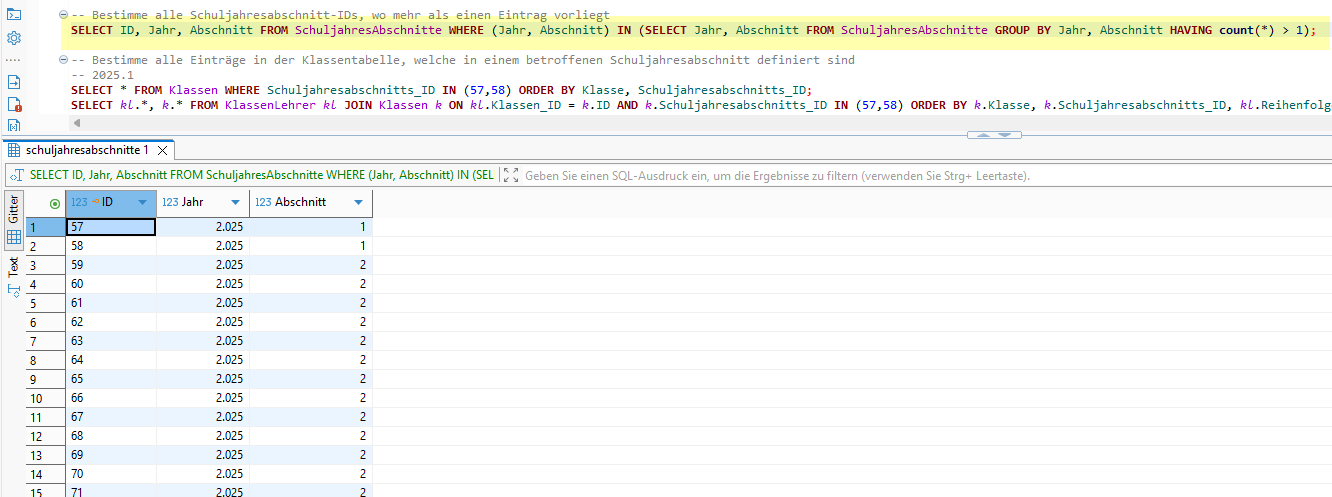 -- Bestimme alle Schuljahresabschnitt-IDs, wo mehr als einen Eintrag vorliegt
SELECT ID, Jahr, Abschnitt FROM SchuljahresAbschnitte WHERE (Jahr, Abschnitt) IN (SELECT Jahr, Abschnitt FROM SchuljahresAbschnitte GROUP BY Jahr, Abschnitt HAVING count(*) > 1);
-- Bestimme alle Einträge in der Klassentabelle, welche in einem betroffenen Schuljahresabschnitt definiert sind
-- 2025.1
SELECT * FROM Klassen WHERE Schuljahresabschnitts_ID IN (57,58) ORDER BY Klasse, Schuljahresabschnitts_ID;
SELECT kl.*, k.* FROM KlassenLehrer kl JOIN Klassen k ON kl.Klassen_ID = k.ID AND k.Schuljahresabschnitts_ID IN (57,58) ORDER BY k.Klasse, k.Schuljahresabschnitts_ID, kl.Reihenfolg
schuljahresabschnitte 1
SELECT ID, Jahr, Abschnitt FROM SchuljahresAbschnitte WHERE (Jahr, Abschnitt) IN (SEL Geben Sie einen SQL-Ausdruck ein, um die Ergebnisse zu filtern (verwenden Sie Strg+ Leertaste).
Gitter
Text
123 ID 123 Jahr 123 Abschnitt
1 57 2.025 1
2 58 2.025 1
3 59 2.025 2
4 60 2.025 2
5 61 2.025 2
6 62 2.025 2
7 63 2.025 2
8 64 2.025 2
9 65 2.025 2
10 66 2.025 2
11 67 2.025 2
12 68 2.025 2
13 69 2.025 2
14 70 2.025 2
15 71 2.025 2